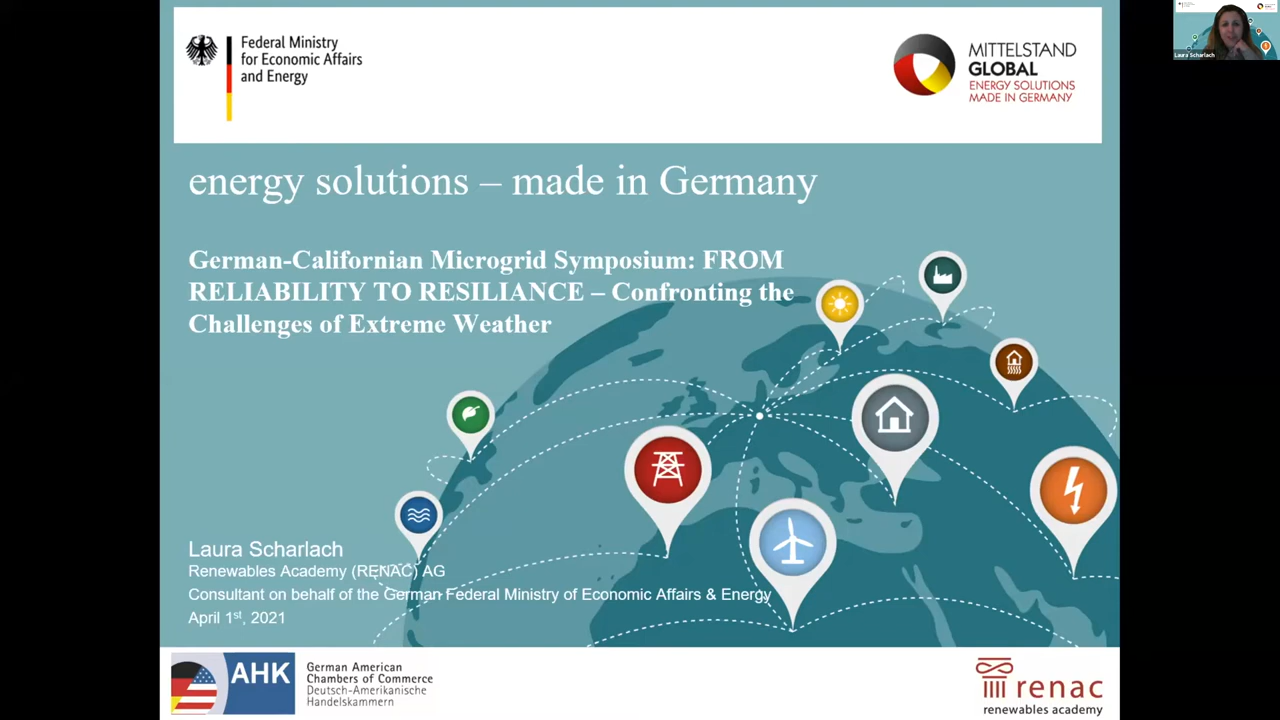 Federal Ministry
for Economic Affairs
and Energy
MITTELSTAND
GLOBAL
ENERGY SOLUTIONS
MADE IN GERMANY
Laura Scharlach
energy solutions – made in Germany
German-Californian Microgrid Symposium: FROM
RELIABILITY TO RESILIANCE – Confronting the
Challenges of Extreme Weather
Laura Scharlach
Renewables Academy (RENAC) AG
Consultant on behalf of the German Federal Ministry of Economic Affairs & Energy
April 1st, 2021
AHK
German American
Chambers of Commerce
Deutsch-Amerikanische
Handelskammern
renac
renewables academy